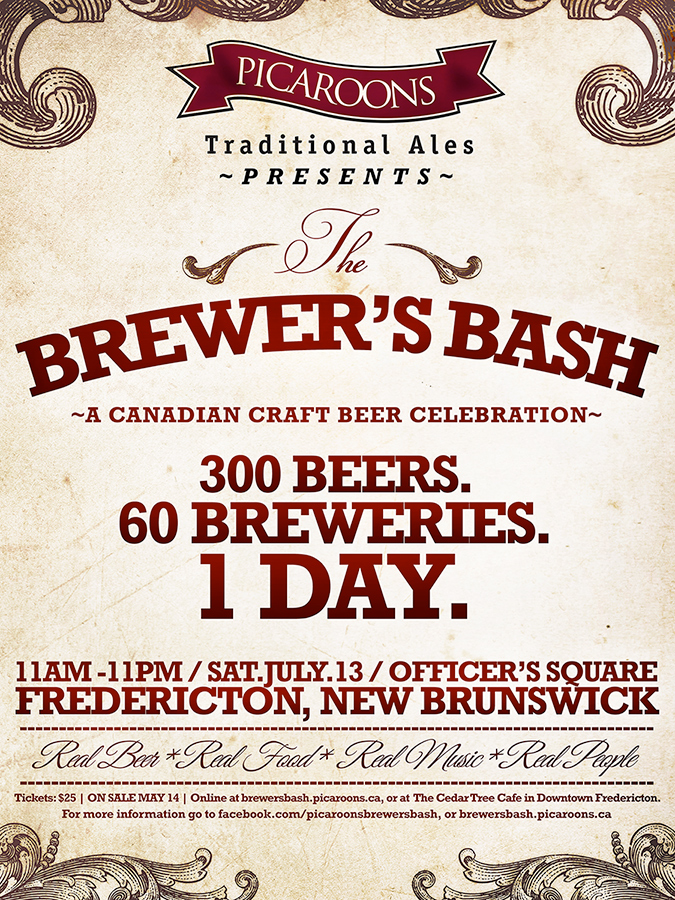 PICAROONS
Traditional Ales
~PRESENTS~
The
BREWER'S BASH
~A CANADIAN CRAFT BEER CELEBRATION~
300 BEERS.
60 BREWERIES.
1 DAY.
11AM -11PM / SAT.JULY.13 / OFFICER'S SQUARE
FREDERICTON, NEW BRUNSWICK
Real Beer *Real Food* Real Music *Real People
Tickets: $25 | ON SALE MAY 14 | Online at brewersbash.picaroons.ca, or at The Cedar Tree Cafe in Downtown Fredericton.
For more information go to facebook.com/picaroonsbrewersbash, or brewersbash.picaroons.ca